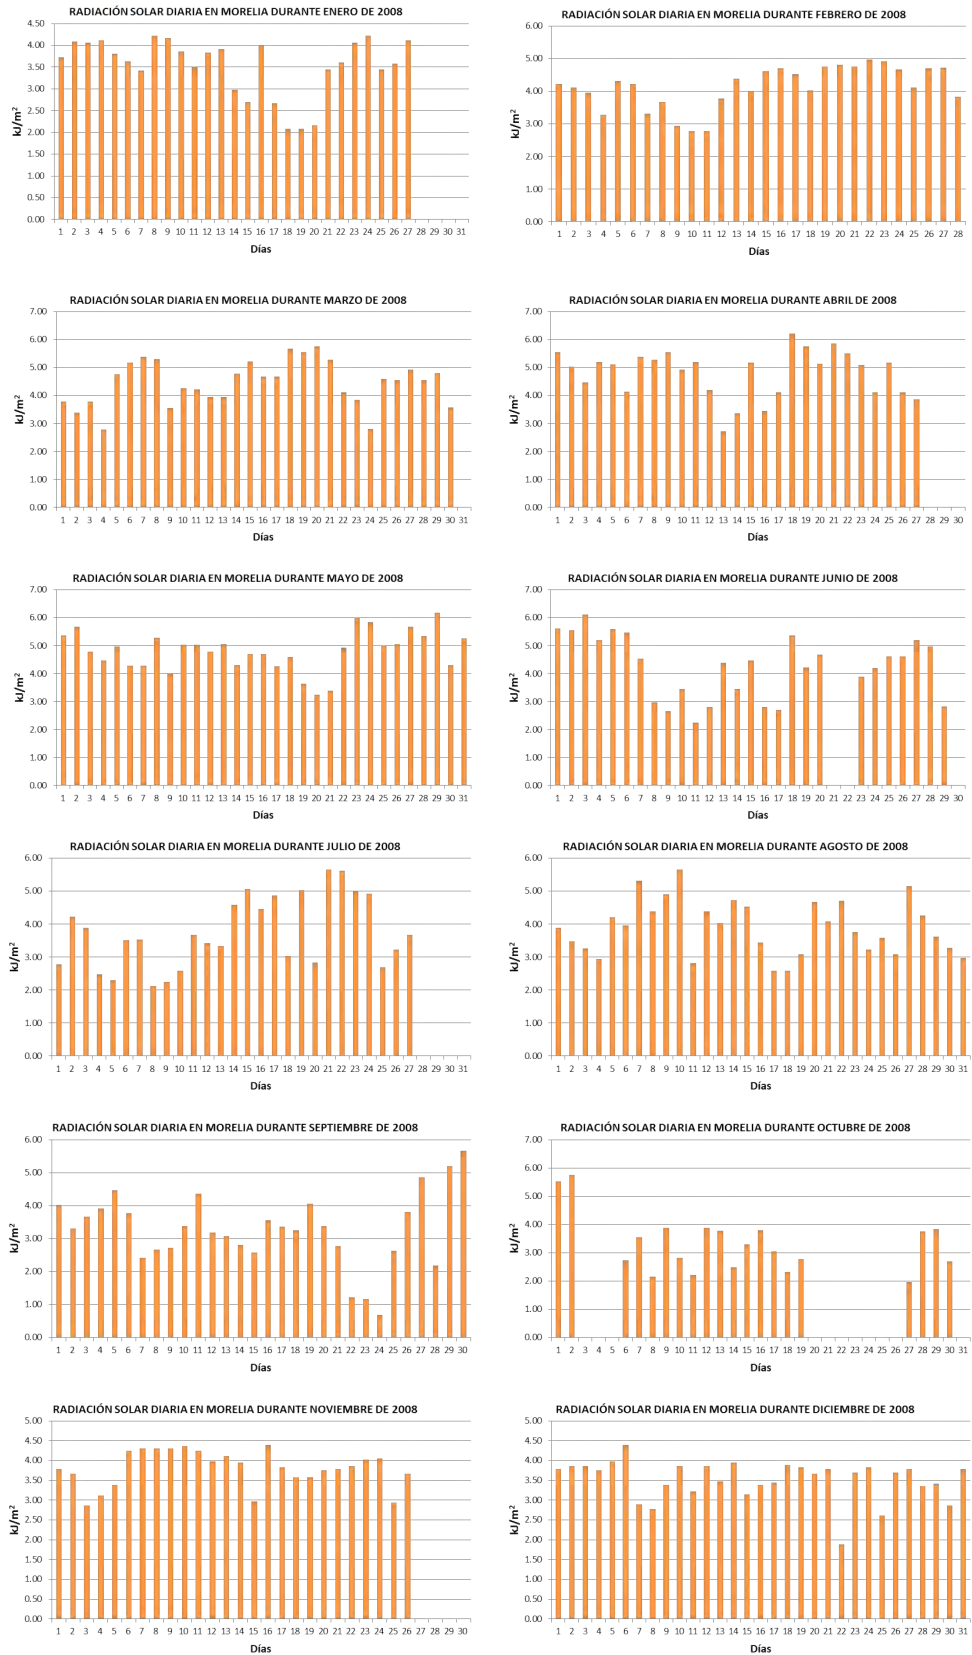 RADIACIÓN SOLAR DIARIA EN MORELIA DURANTE ENERO DE 2008
4.50
4.00
3.50
3.00
2.50
2.00
1.50
1.00
0.50
0.00
kJ/m²
1 2 3 4 5 6 7 8 9 10 11 12 13 14 15 16 17 18 19 20 21 22 23 24 25 26 27 28 29 30 31
Días
RADIACIÓN SOLAR DIARIA EN MORELIA DURANTE FEBRERO DE 2008
6.00
5.00
4.00
3.00
2.00
1.00
0.00
kJ/m²
1 2 3 4 5 6 7 8 9 10 11 12 13 14 15 16 17 18 19 20 21 22 23 24 25 26 27 28
Días
RADIACIÓN SOLAR DIARIA EN MORELIA DURANTE MARZO DE 2008
7.00
6.00
5.00
4.00
3.00
2.00
1.00
0.00
kJ/m²
1 2 3 4 5 6 7 8 9 10 11 12 13 14 15 16 17 18 19 20 21 22 23 24 25 26 27 28 29 30 31
Días
RADIACIÓN SOLAR DIARIA EN MORELIA DURANTE ABRIL DE 2008
7.00
6.00
5.00
4.00
3.00
2.00
1.00
0.00
kJ/m²
1 2 3 4 5 6 7 8 9 10 11 12 13 14 15 16 17 18 19 20 21 22 23 24 25 26 27 28 29 30
Días
RADIACIÓN SOLAR DIARIA EN MORELIA DURANTE MAYO DE 2008
7.00
6.00
5.00
4.00
3.00
2.00
1.00
0.00
kJ/m²
1 2 3 4 5 6 7 8 9 10 11 12 13 14 15 16 17 18 19 20 21 22 23 24 25 26 27 28 29 30 31
Días
RADIACIÓN SOLAR DIARIA EN MORELIA DURANTE JUNIO DE 2008
7.00
6.00
5.00
4.00
3.00
2.00
1.00
0.00
kJ/m²
1 2 3 4 5 6 7 8 9 10 11 12 13 14 15 16 17 18 19 20 21 22 23 24 25 26 27 28 29 30
Días
RADIACIÓN SOLAR DIARIA EN MORELIA DURANTE JULIO DE 2008
6.00
5.00
4.00
3.00
2.00
1.00
0.00
kJ/m²
1 2 3 4 5 6 7 8 9 10 11 12 13 14 15 16 17 18 19 20 21 22 23 24 25 26 27 28 29 30 31
Días
RADIACIÓN SOLAR DIARIA EN MORELIA DURANTE AGOSTO DE 2008
6.00
5.00
4.00
3.00
2.00
1.00
0.00
kJ/m²
1 2 3 4 5 6 7 8 9 10 11 12 13 14 15 16 17 18 19 20 21 22 23 24 25 26 27 28 29 30 31
Días
RADIACIÓN SOLAR DIARIA EN MORELIA DURANTE SEPTIEMBRE DE 2008
6.00
5.00
4.00
3.00
2.00
1.00
0.00
kJ/m²
1 2 3 4 5 6 7 8 9 10 11 12 13 14 15 16 17 18 19 20 21 22 23 24 25 26 27 28 29 30
Días
RADIACIÓN SOLAR DIARIA EN MORELIA DURANTE OCTUBRE DE 2008
7.00
6.00
5.00
4.00
3.00
2.00
1.00
0.00
kJ/m²
1 2 3 4 5 6 7 8 9 10 11 12 13 14 15 16 17 18 19 20 21 22 23 24 25 26 27 28 29 30 31
Días
RADIACIÓN SOLAR DIARIA EN MORELIA DURANTE NOVIEMBRE DE 2008
5.00
4.50
4.00
3.50
3.00
2.50
2.00
1.50
1.00
0.50
0.00
kJ/m²
1 2 3 4 5 6 7 8 9 10 11 12 13 14 15 16 17 18 19 20 21 22 23 24 25 26 27 28 29 30
Días
RADIACIÓN SOLAR DIARIA EN MORELIA DURANTE DICIEMBRE DE 2008
5.00
4.50
4.00
3.50
3.00
2.50
2.00
1.50
1.00
0.50
0.00
kJ/m²
1 2 3 4 5 6 7 8 9 10 11 12 13 14 15 16 17 18 19 20 21 22 23 24 25 26 27 28 29 30 31
Días